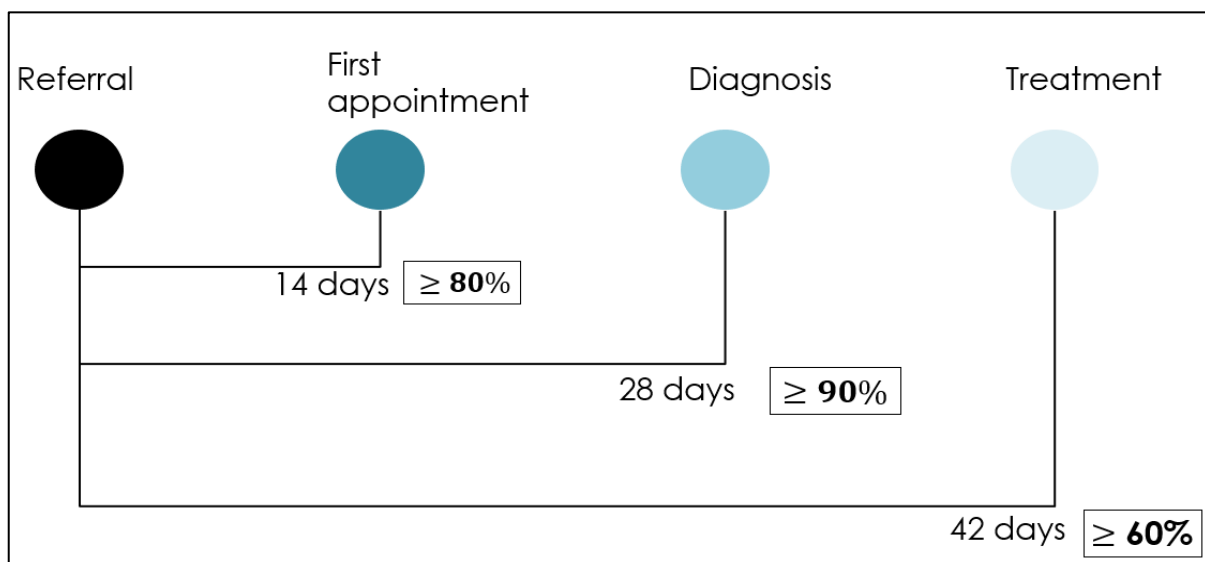 Referral
First
appointment
Diagnosis
Treatment
14 days
≥ 80%
28 days
≥ 90%
42 days
≥ 60%